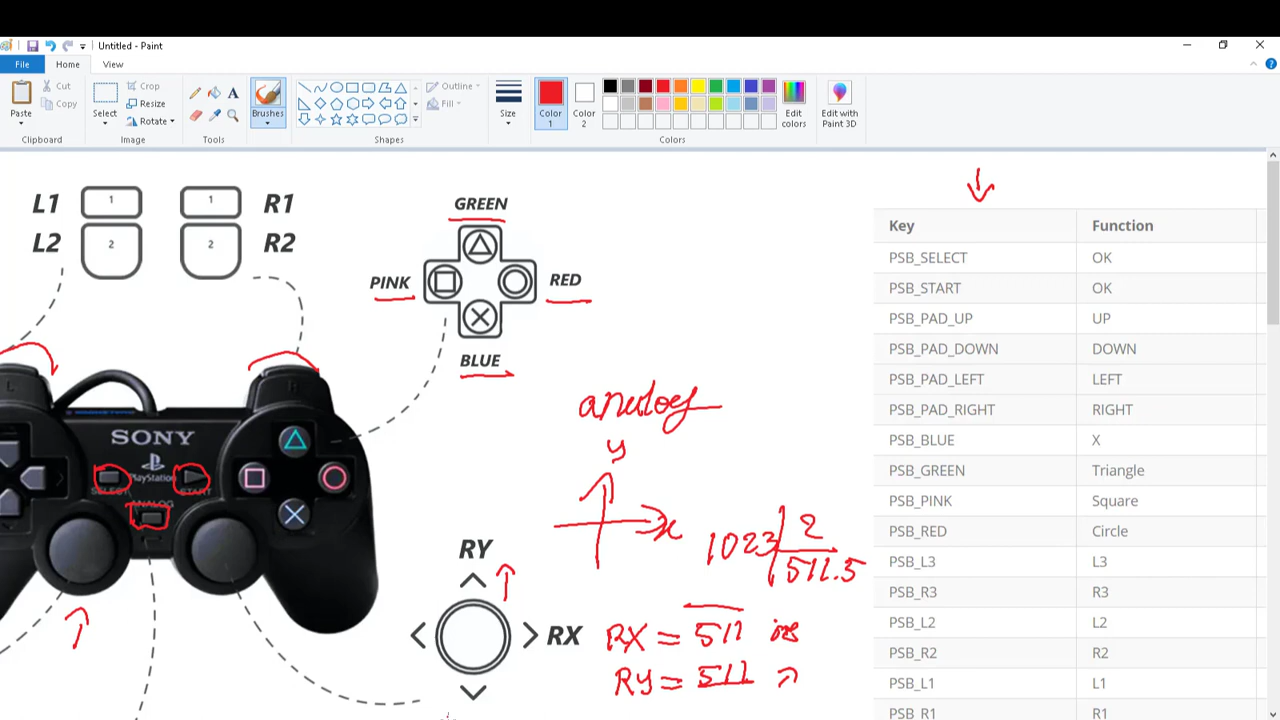 Untitled - Paint
File Home View
Paste Cut Copy Select Crop Resize Rotate Brushes Outline Fill Size Color 1 Color 2 Edit colors Edit with Paint 3D
Clipboard Image Tools Shapes Colors
L1 1 1 R1
L2 2 2 R2
GREEN
PINK RED
BLUE
L R
SONY
PlayStation
SELECT START
ANALOG
analog
y
x
1023 2
511.5
RY
RX
RX = 511
RY = 511
Key Function
PSB_SELECT OK
PSB_START OK
PSB_PAD_UP UP
PSB_PAD_DOWN DOWN
PSB_PAD_LEFT LEFT
PSB_PAD_RIGHT RIGHT
PSB_BLUE X
PSB_GREEN Triangle
PSB_PINK Square
PSB_RED Circle
PSB_L3 L3
PSB_R3 R3
PSB_L2 L2
PSB_R2 R2
PSB_L1 L1
PSB_R1 R1